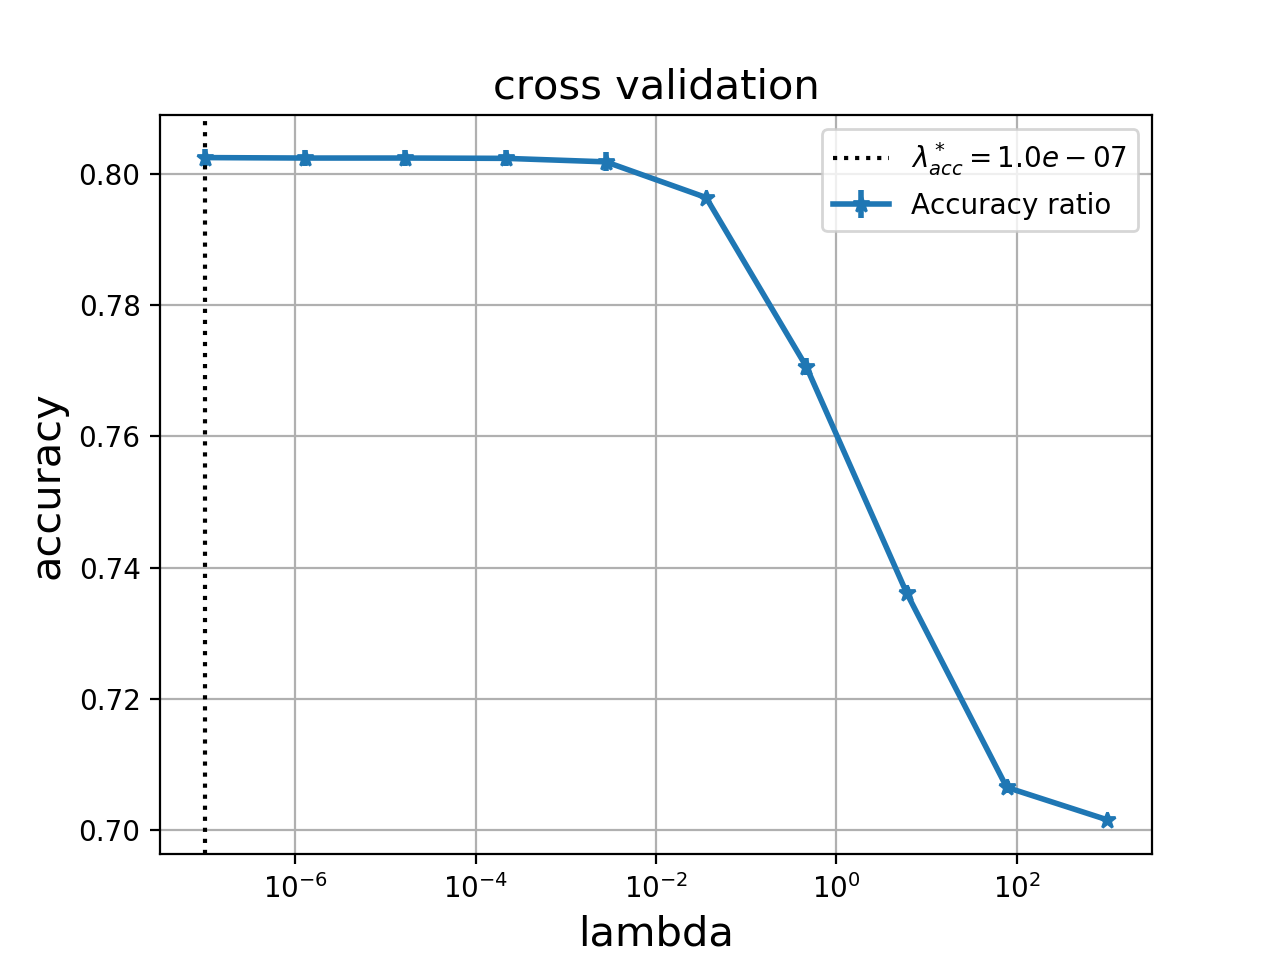 cross validation
λ*acc = 1.0e − 07
Accuracy ratio
accuracy
0.80
0.78
0.76
0.74
0.72
0.70
10⁻⁶ 10⁻⁴ 10⁻² 10⁰ 10²
lambda